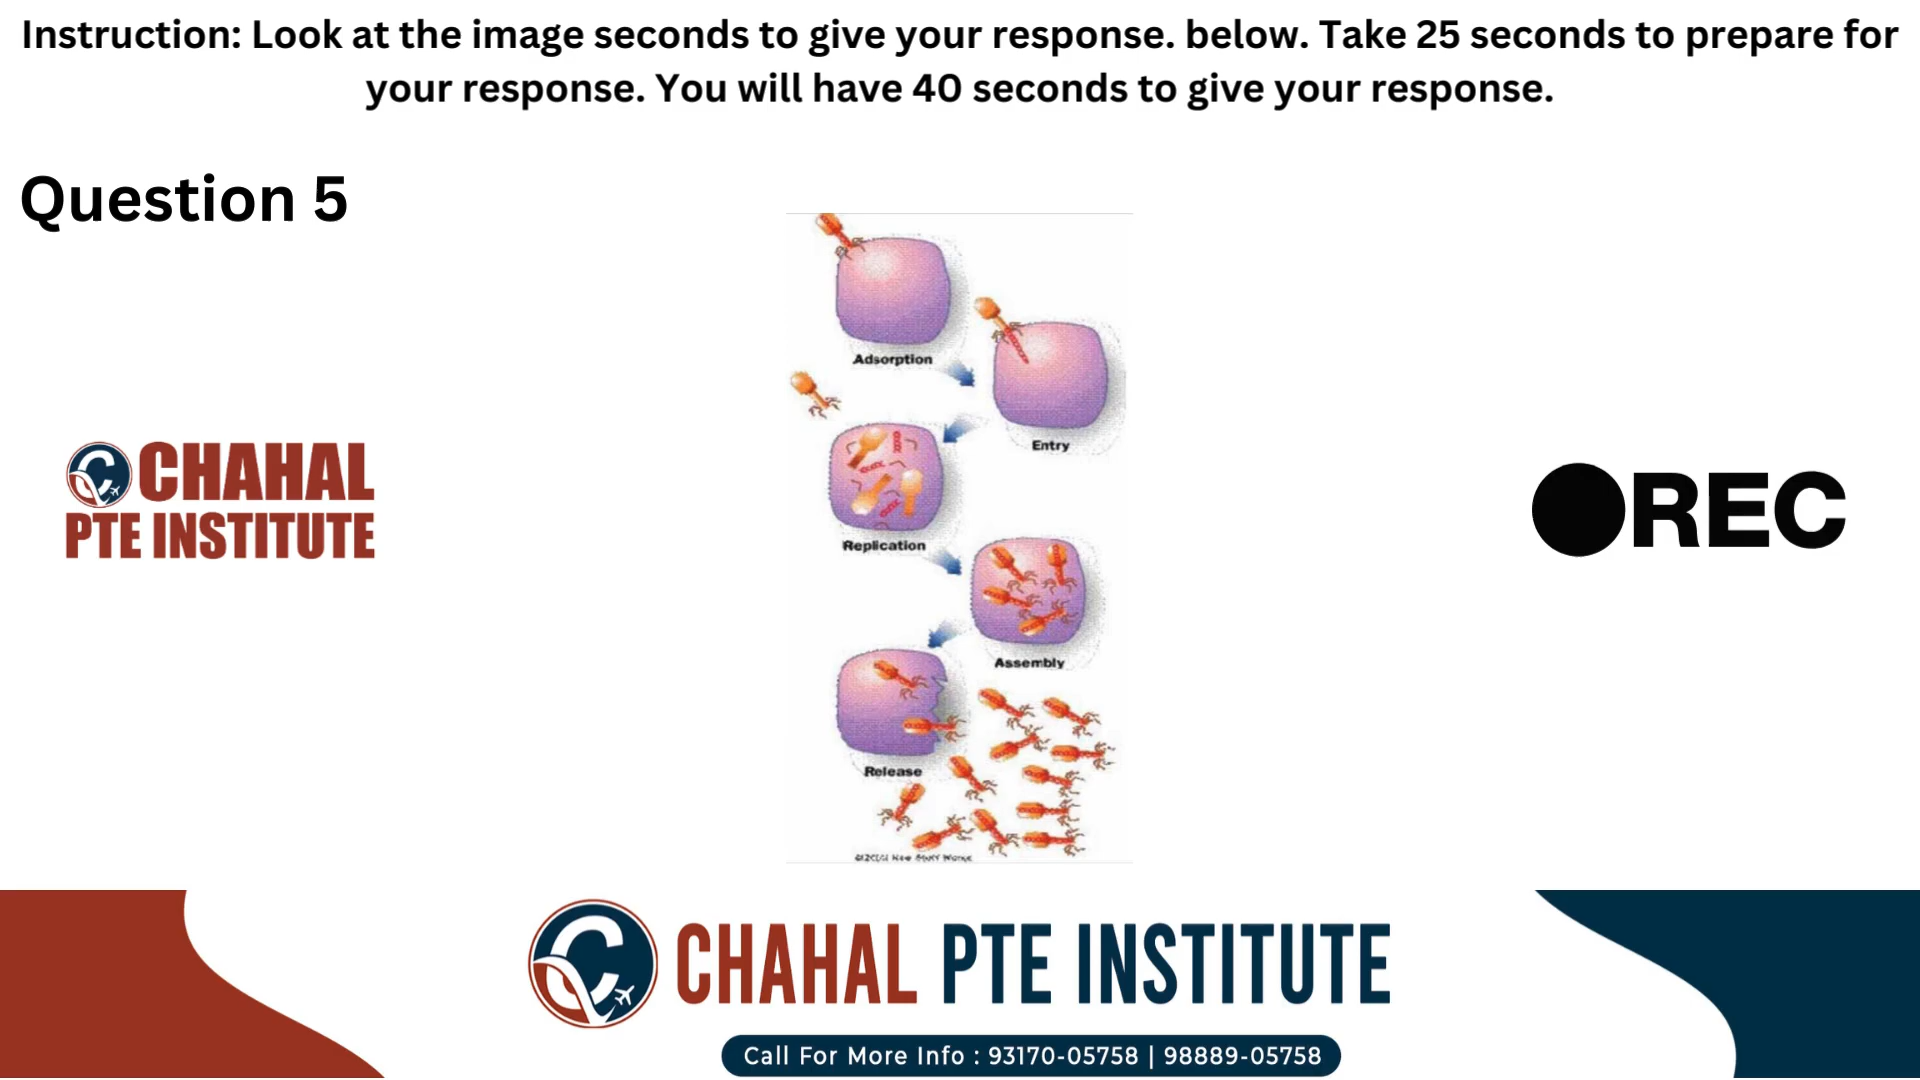 Instruction: Look at the image seconds to give your response. below. Take 25 seconds to prepare for
your response. You will have 40 seconds to give your response.
Question 5
Adsorption
Entry
CHAHAL
PTE INSTITUTE
REC
Replication
Assembly
Release
CHAHAL PTE INSTITUTE
Call For More Info : 93170-05758 | 98889-05758